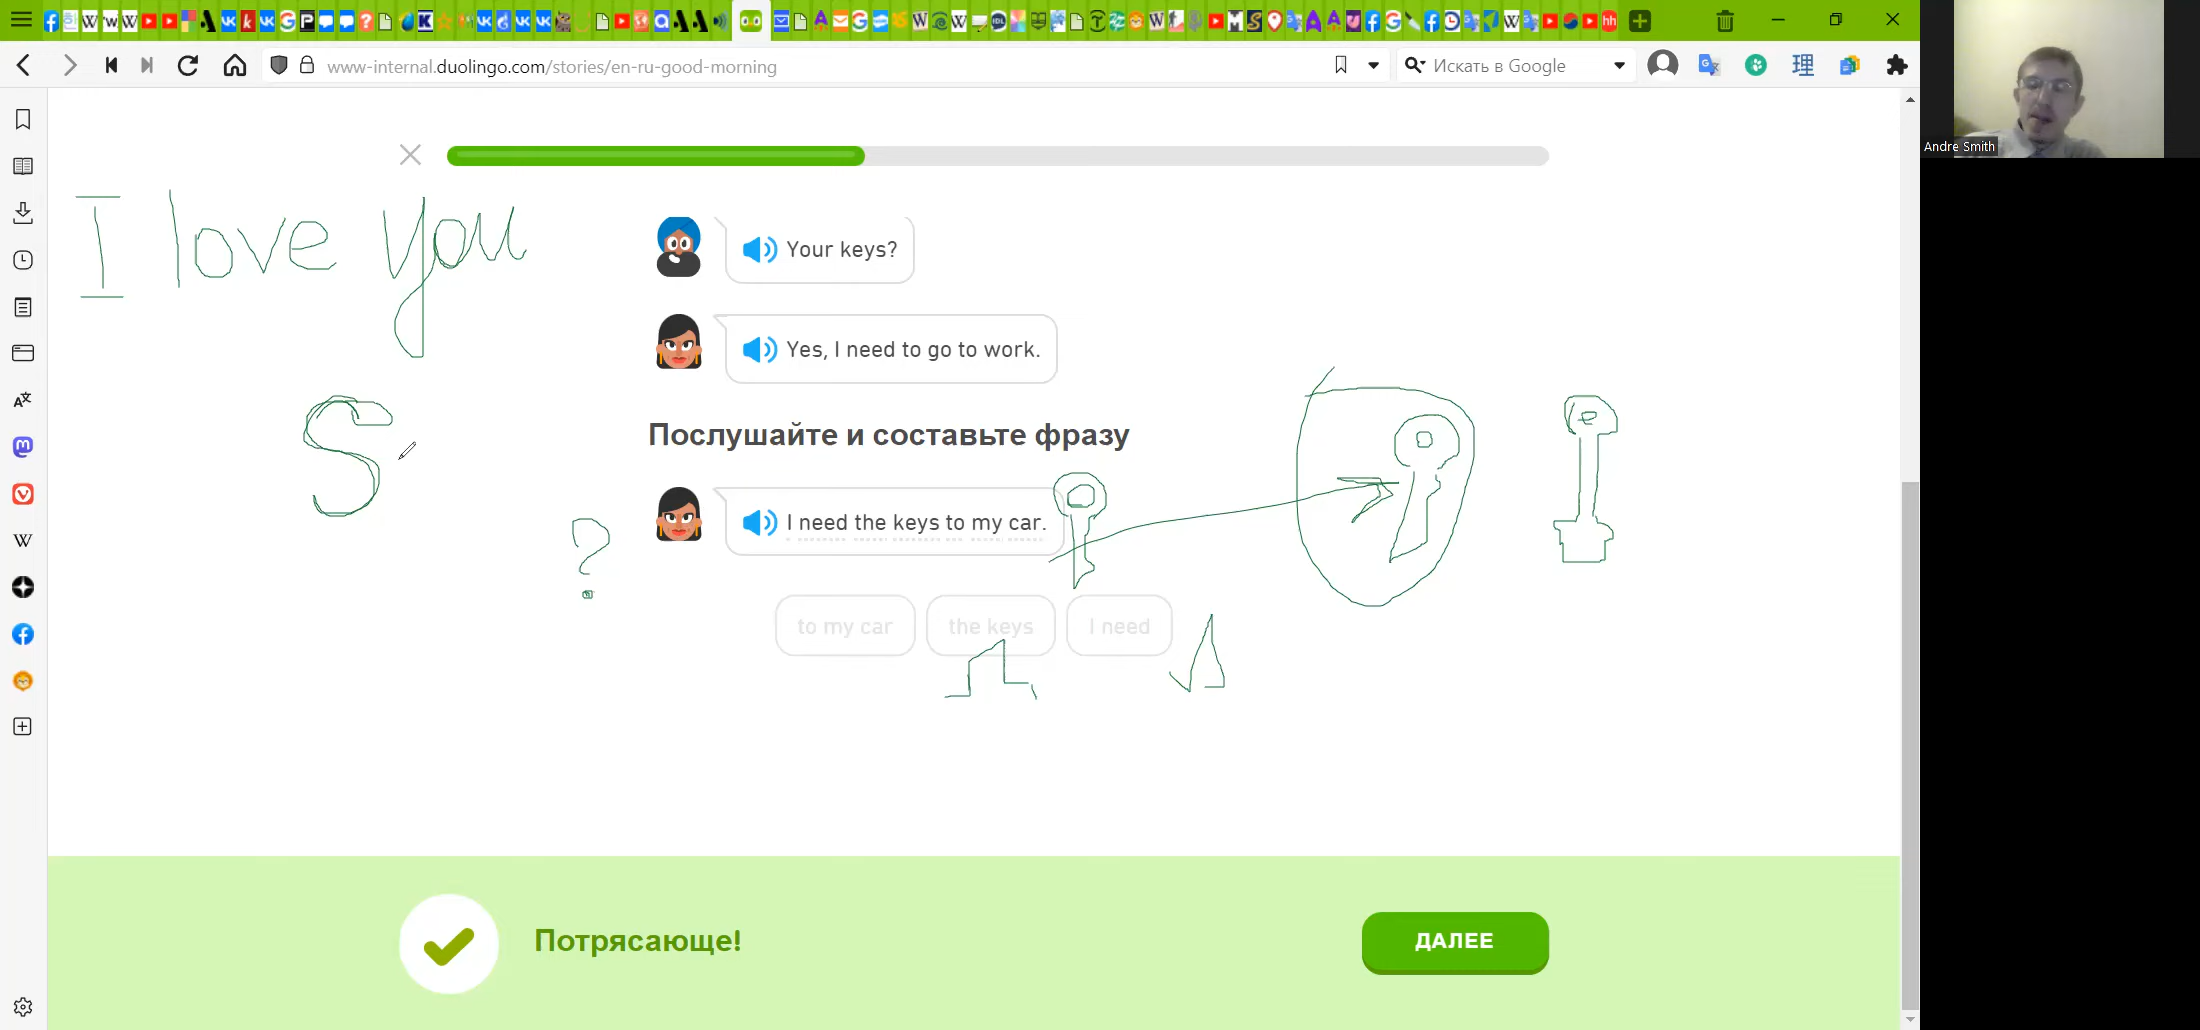 www-internal.duolingo.com/stories/en-ru-good-morning
Искать в Google
Andre Smith
I love you
Your keys?
Yes, I need to go to work.
S
Послушайте и составьте фразу
I need the keys to my car.
?
to my car
the keys
I need
Потрясающе!
ДАЛЕЕ